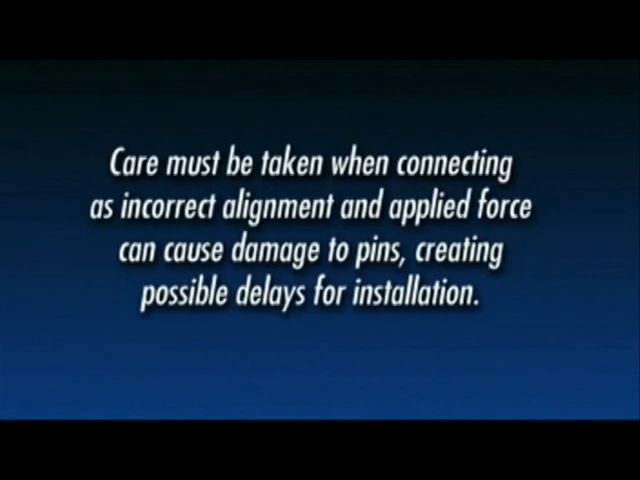 Care must be taken when connecting
as incorrect alignment and applied force
can cause damage to pins, creating
possible delays for installation.